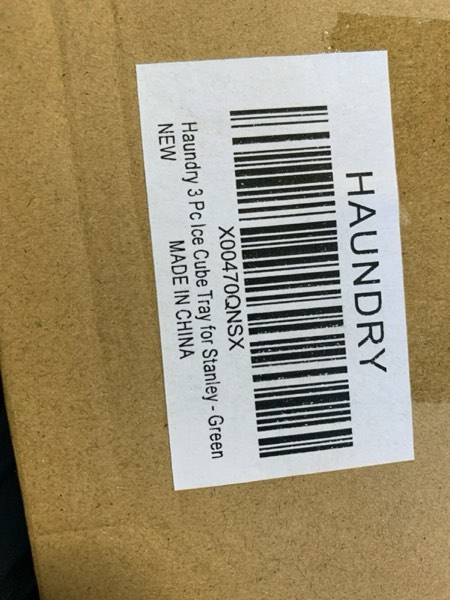 HAUNDRY
X00470QNSX
Haundry 3 Pc Ice Cube Tray for Stanley - Green
NEW
MADE IN CHINA